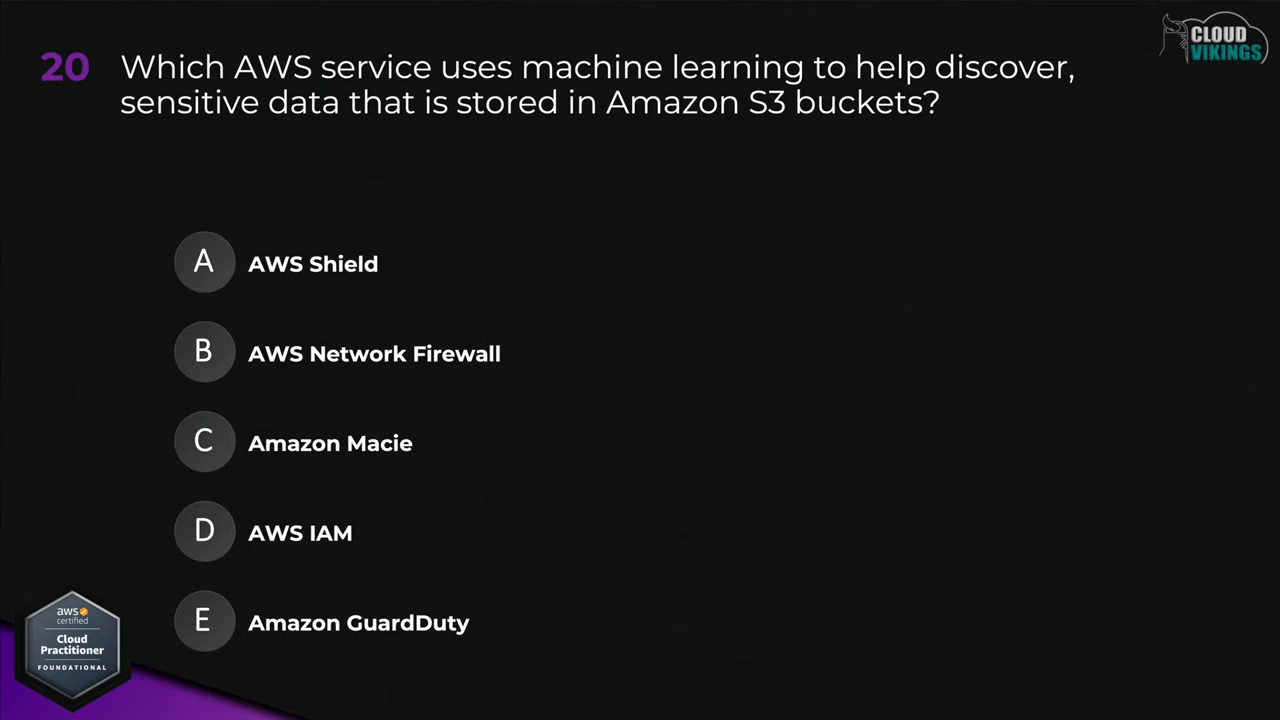 CLOUD
VIKINGS
20
Which AWS service uses machine learning to help discover,
sensitive data that is stored in Amazon S3 buckets?
A
AWS Shield
B
AWS Network Firewall
C
Amazon Macie
D
AWS IAM
E
Amazon GuardDuty
aws
certified
Cloud
Practitioner
FOUNDATIONAL